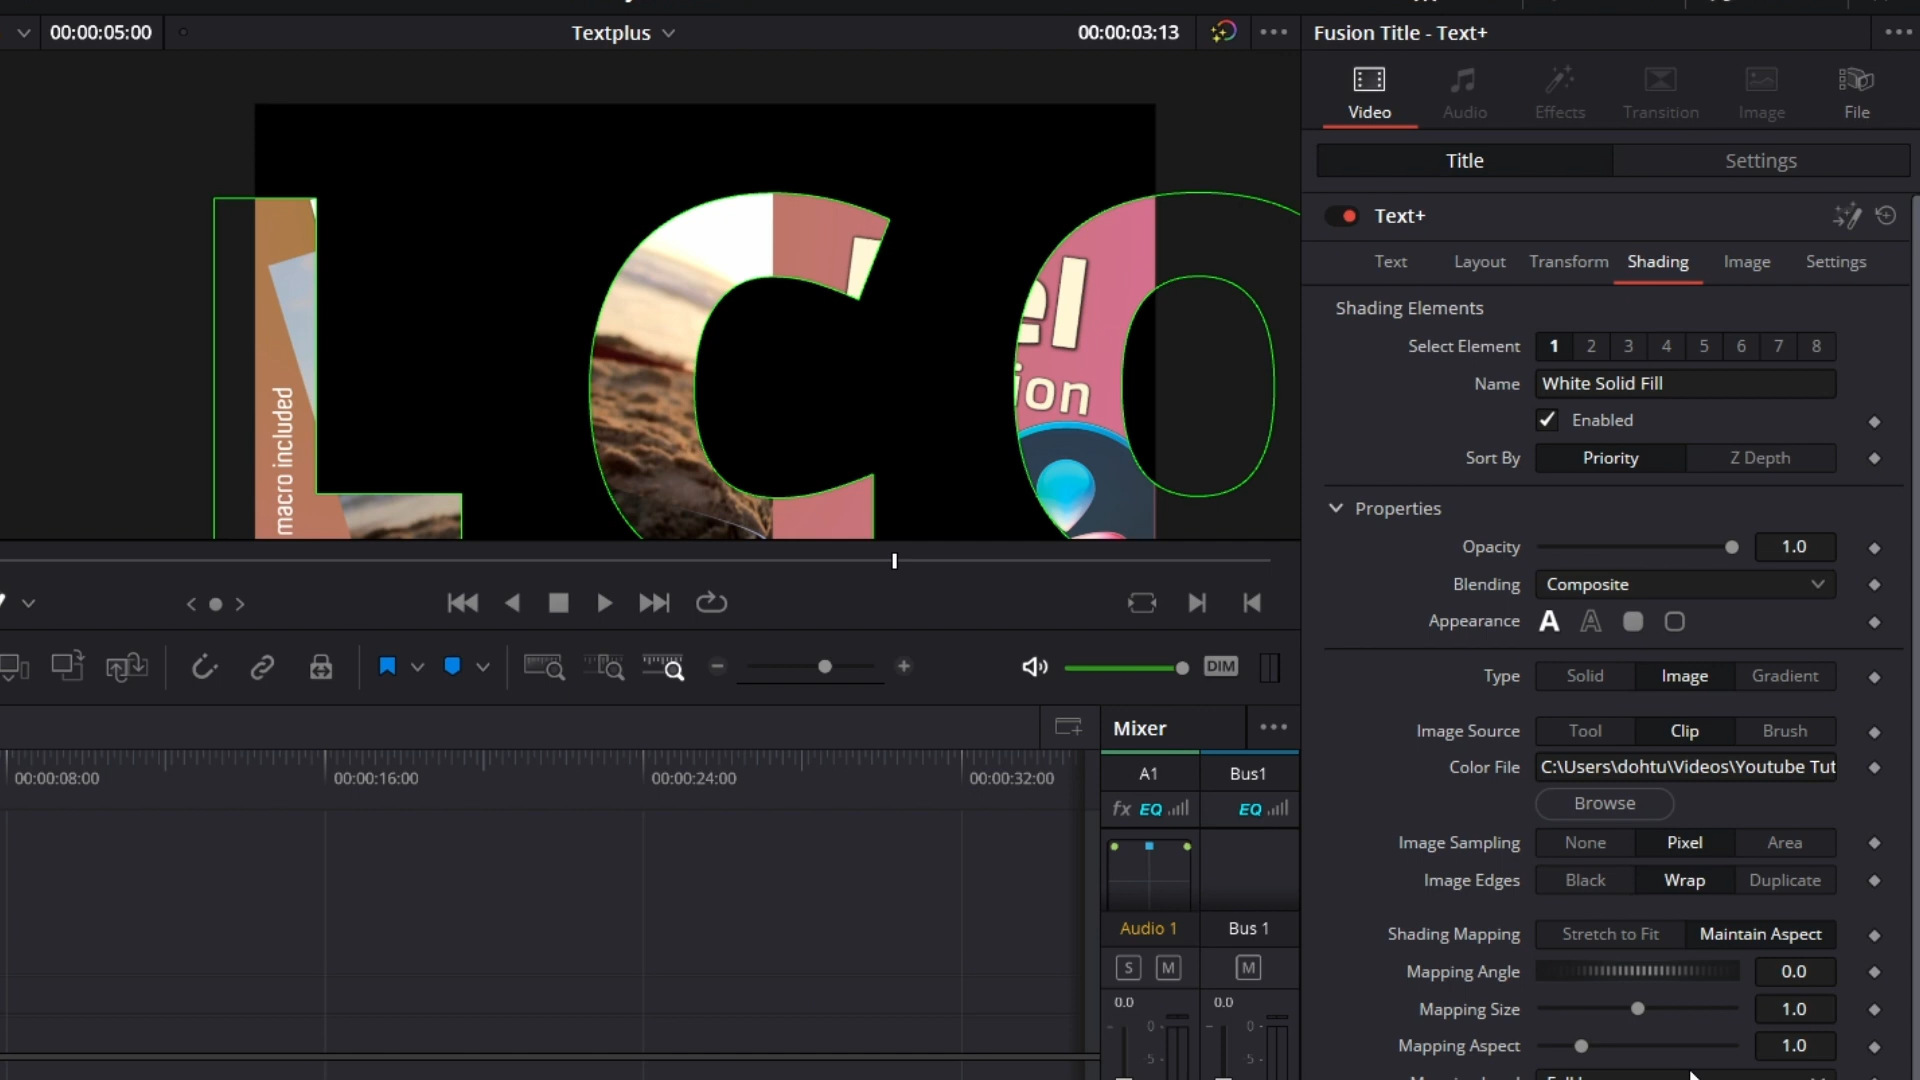 00:00:05:00
Textplus
00:00:03:13
Fusion Title - Text+
Video
Audio
Effects
Transition
Image
File
Title
Settings
Text+
Text
Layout
Transform
Shading
Image
Settings
Shading Elements
Select Element
1 2 3 4 5 6 7 8
Name
White Solid Fill
Enabled
Sort By
Priority
Z Depth
Properties
Opacity
1.0
Blending
Composite
Appearance
A A
Type
Solid
Image
Gradient
Image Source
Tool
Clip
Brush
Color File
C:\Users\dohtu\Videos\Youtube Tut
Browse
Image Sampling
None
Pixel
Area
Image Edges
Black
Wrap
Duplicate
Shading Mapping
Stretch to Fit
Maintain Aspect
Mapping Angle
0.0
Mapping Size
1.0
Mapping Aspect
1.0
L C O
macro included
el
ion
DIM
Mixer
00:00:08:00
00:00:16:00
00:00:24:00
00:00:32:00
A1
Bus1
fx EQ
EQ
Audio 1
Bus 1
S M
M
0.0
0.0
0-
0-
5-
5-